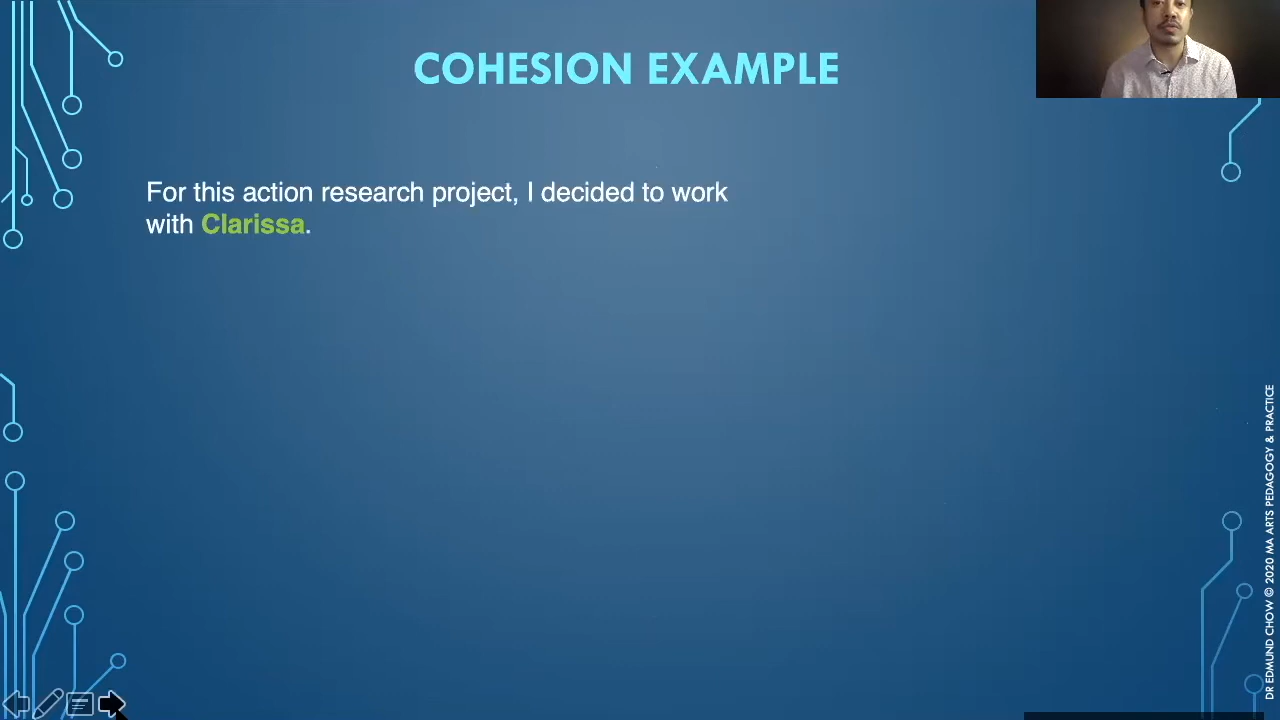 COHESION EXAMPLE
For this action research project, I decided to work
with Clarissa.
DR EDMUND CHOW © 2020 MA ARTS PEDAGOGY & PRACTICE